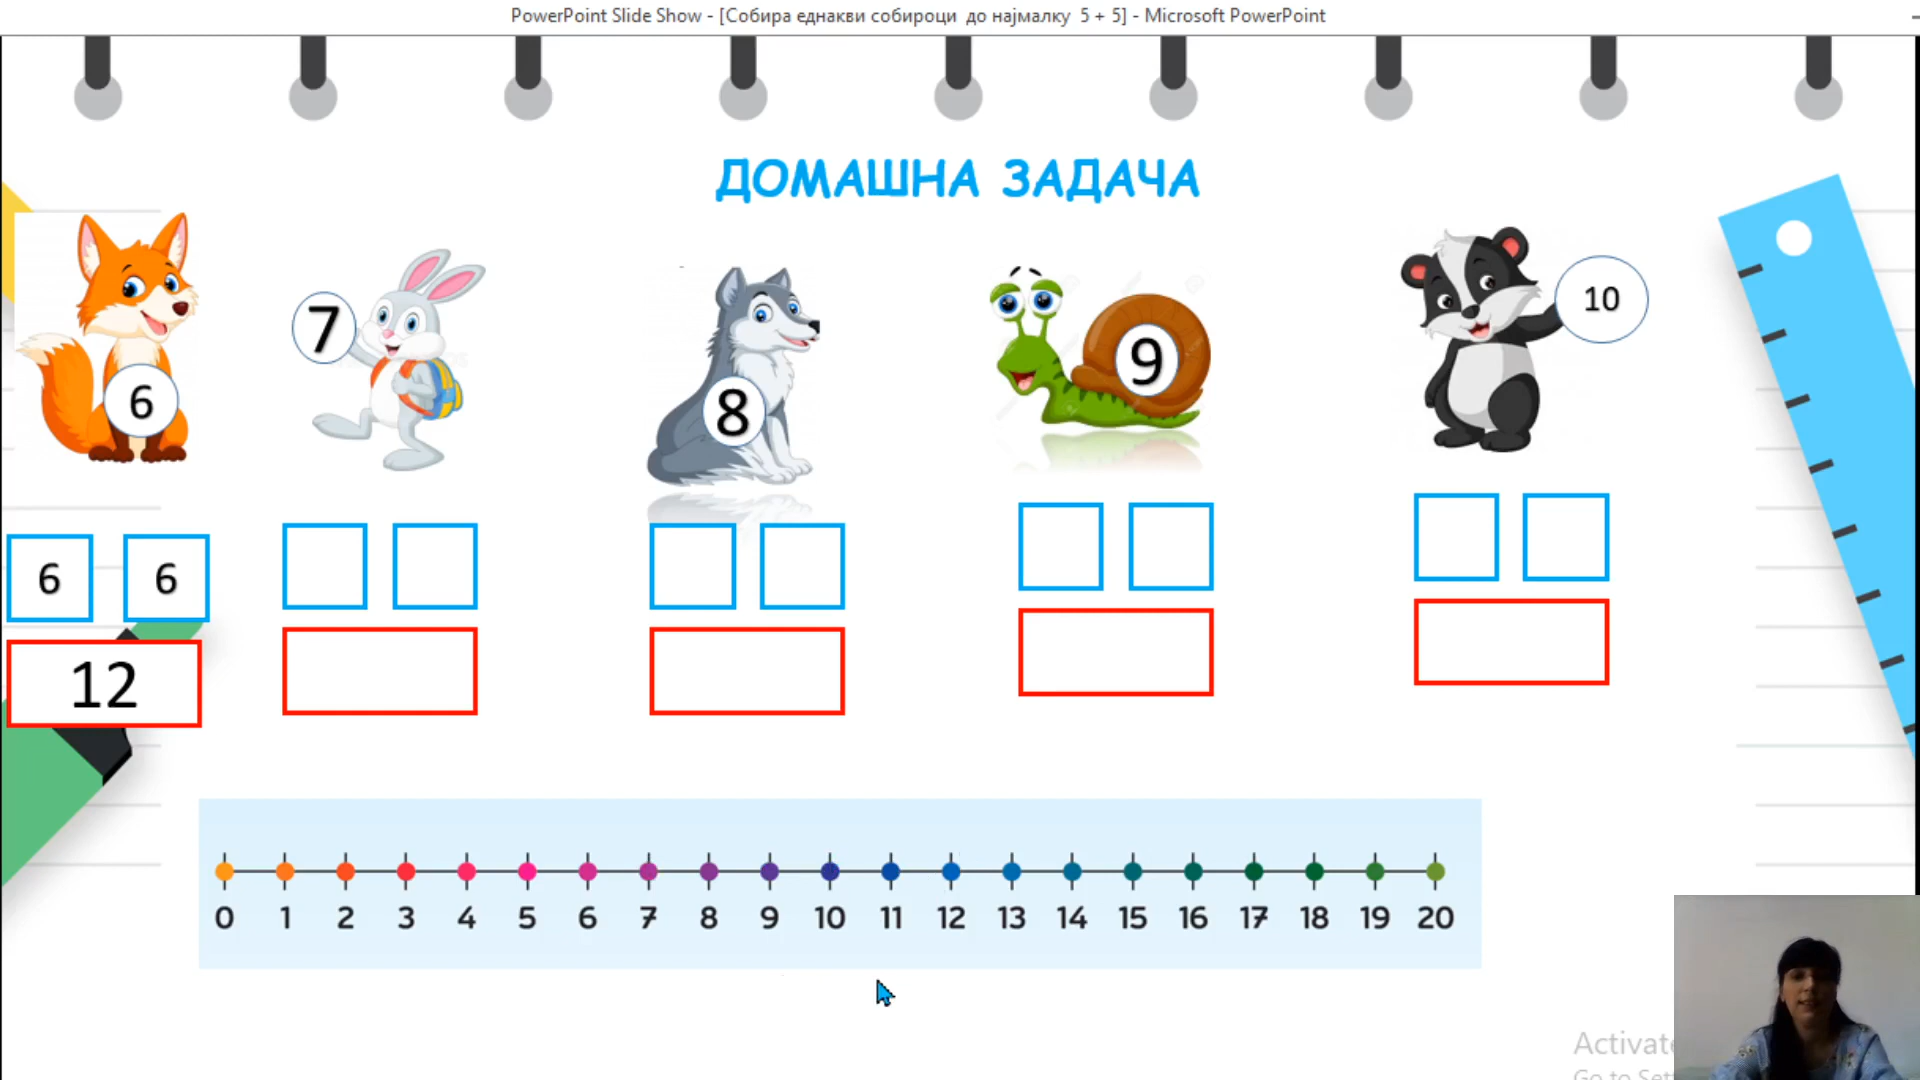 PowerPoint Slide Show - [Собира еднакви собироци до најмалку 5 + 5] - Microsoft PowerPoint
ДОМАШНА ЗАДАЧА
6
7
8
9
10
6 6
12
0 1 2 3 4 5 6 7 8 9 10 11 12 13 14 15 16 17 18 19 20
Activate
Go to